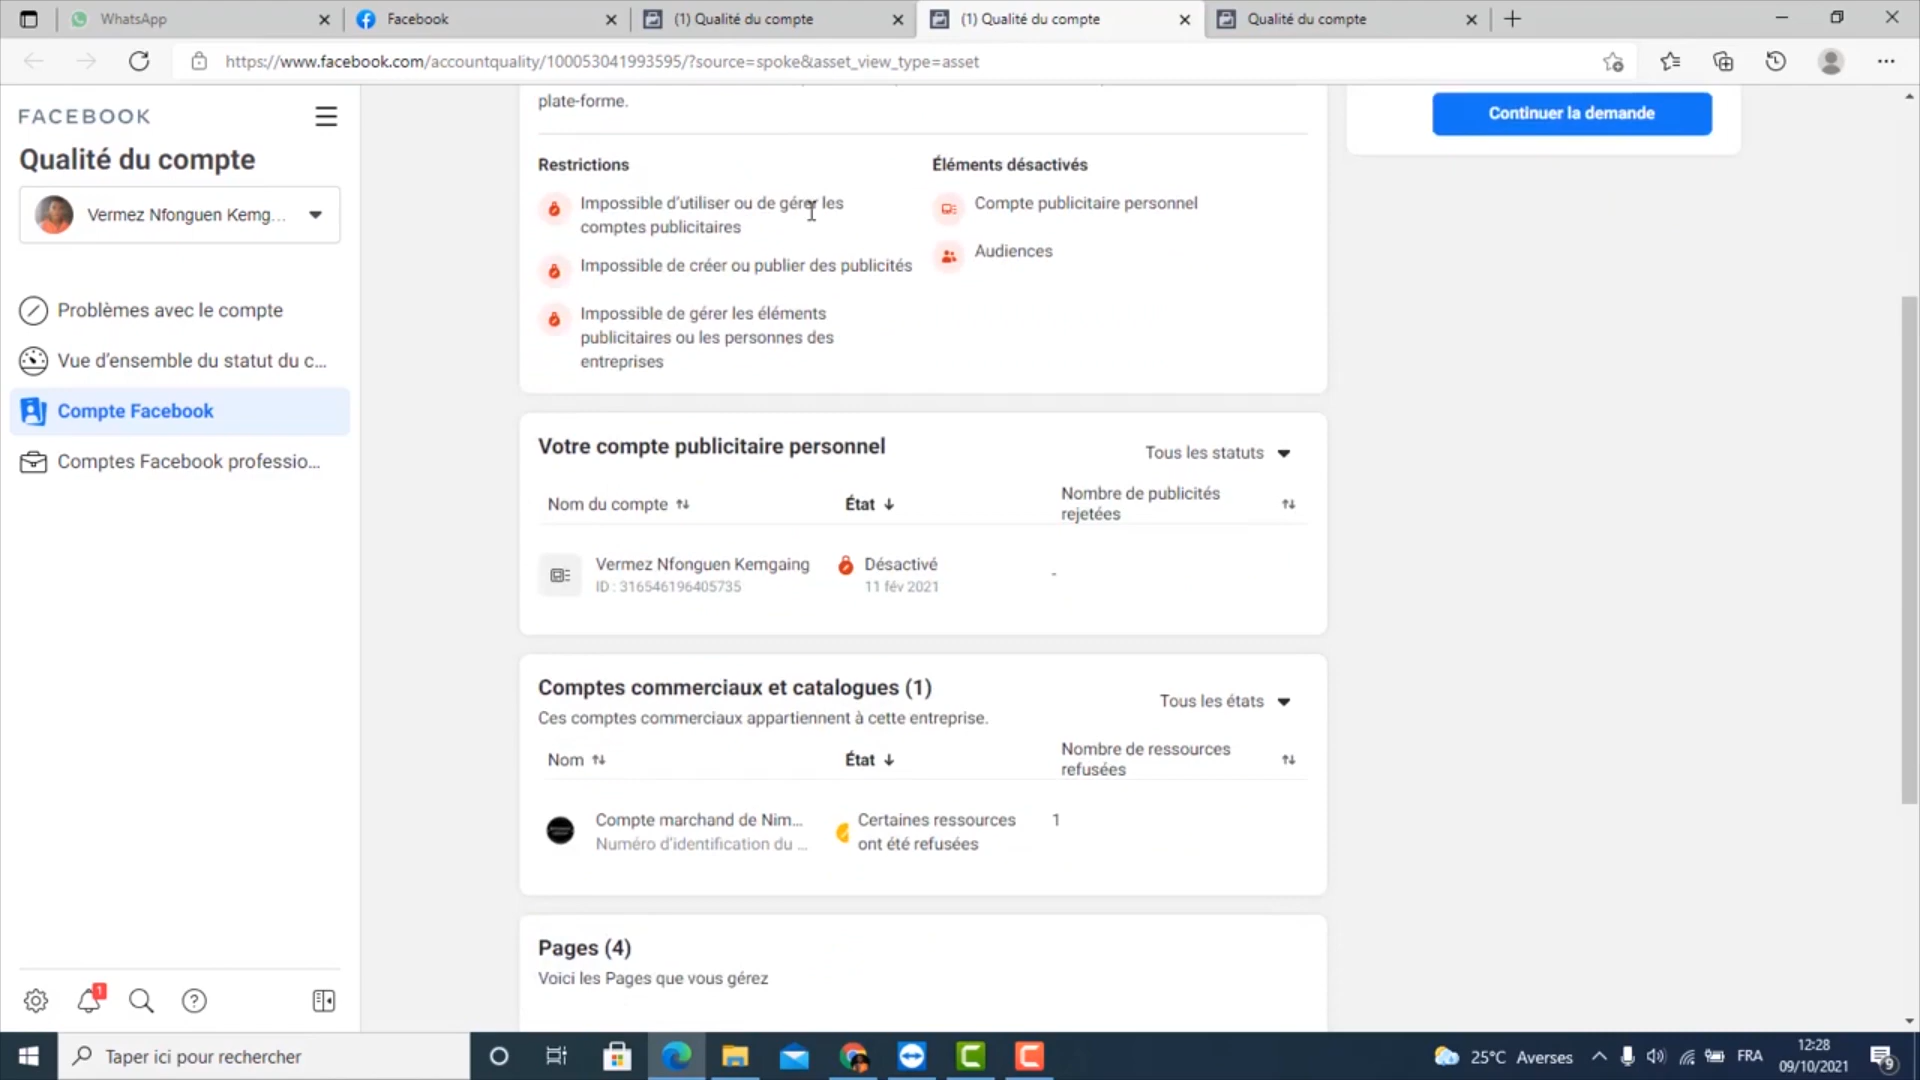 WhatsApp
Facebook
(1) Qualité du compte
(1) Qualité du compte
Qualité du compte
https://www.facebook.com/accountquality/100053041993595/?source=spoke&asset_view_type=asset
FACEBOOK
Qualité du compte
Vermez Nfonguen Kemg...
Problèmes avec le compte
Vue d'ensemble du statut du c...
Compte Facebook
Comptes Facebook professio...
1
plate-forme.
Continuer la demande
Restrictions
Impossible d'utiliser ou de gérer les
comptes publicitaires
Impossible de créer ou publier des publicités
Impossible de gérer les éléments
publicitaires ou les personnes des
entreprises
Éléments désactivés
Compte publicitaire personnel
Audiences
Votre compte publicitaire personnel
Tous les statuts
Nom du compte
État
Nombre de publicités
rejetées
Vermez Nfonguen Kemgaing
ID : 316546196405735
Désactivé
11 fév 2021
-
Comptes commerciaux et catalogues (1)
Ces comptes commerciaux appartiennent à cette entreprise.
Tous les états
Nom
État
Nombre de ressources
refusées
Compte marchand de Nim...
Numéro d'identification du ...
Certaines ressources
ont été refusées
1
Pages (4)
Voici les Pages que vous gérez
Taper ici pour rechercher
25°C Averses
FRA
12:28
09/10/2021
9